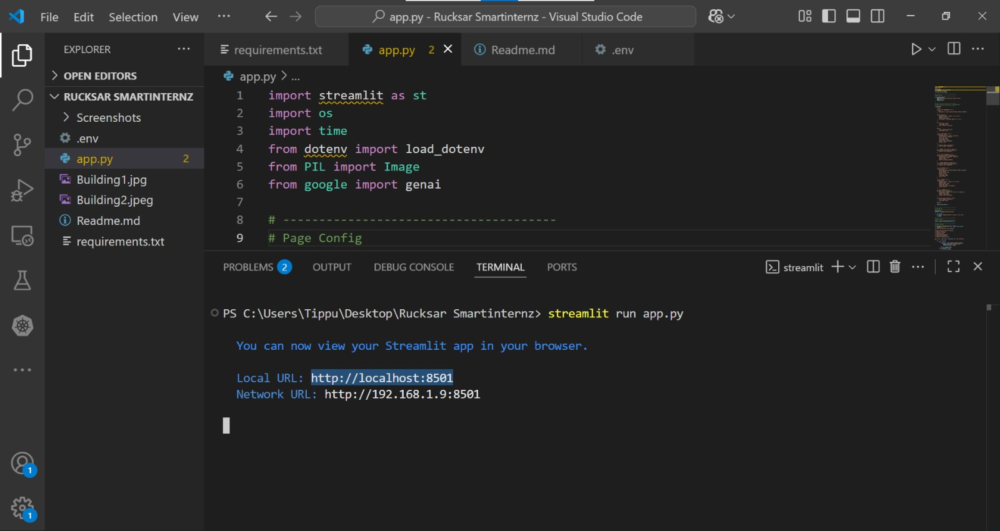 File Edit Selection View ···
app.py - Rucksar Smartinternz - Visual Studio Code
EXPLORER ···
OPEN EDITORS
RUCKSAR SMARTINTERNZ
Screenshots
.env
app.py 2
Building1.jpg
Building2.jpeg
Readme.md
requirements.txt
1
1
requirements.txt
app.py 2
Readme.md
.env
app.py > ...
1 import streamlit as st
2 import os
3 import time
4 from dotenv import load_dotenv
5 from PIL import Image
6 from google import genai
7
8 # --------------------------------------
9 # Page Config
PROBLEMS 2 OUTPUT DEBUG CONSOLE TERMINAL PORTS
streamlit
PS C:\Users\Tippu\Desktop\Rucksar Smartinternz> streamlit run app.py
You can now view your Streamlit app in your browser.
Local URL: http://localhost:8501
Network URL: http://192.168.1.9:8501